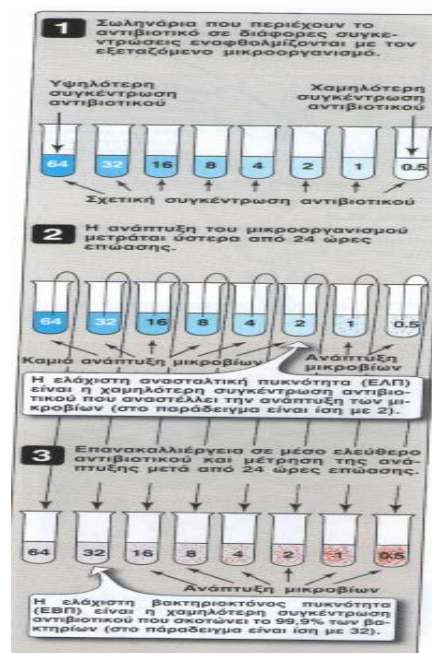 1 Σωληνάρια που περιέχουν το
αντιβιοτικό σε διάφορες συγκε-
ντρώσεις ενοφθολμίζονται με τον
εξεταζόμενο μικροοργανισμό.
Υψηλότερη
συγκέντρωση
αντιβιοτικού
Χαμηλότερη
συγκέντρωση
αντιβιοτικού
64 32 16 8 4 2 1 0.5
Σχετική συγκέντρωση αντιβιοτικού
2 Η ανάπτυξη του μικροοργανισμού
μετράται ύστερα από 24 ώρες
επώασης.
64 32 16 8 4 2 1 0.5
Καμιά ανάπτυξη μικροβίων
Ανάπτυξη
μικροβίων
Η ελάχιστη ανασταλτική πυκνότητα (ΕΛΠ)
είναι η χαμηλότερη συγκέντρωση αντιβιο-
τικού που αναστέλλει την ανάπτυξη των μι-
κροβίων (στο παράδειγμα είναι ίση με 2).
3 Επανακαλλιέργεια σε μέσο ελεύθερο
αντιβιοτικού και μέτρηση της ανά-
πτυξης μετά από 24 ώρες επώασης.
64 32 16 8 4 2 1 0.5
Ανάπτυξη μικροβίων
Η ελάχιστη βακτηριοκτόνος πυκνότητα
(ΕΒΠ) είναι η χαμηλότερη συγκέντρωση
αντιβιοτικού που σκοτώνει το 99,9% των βα-
κτηρίων (στο πάράδειγμα είναι ίση με 32).